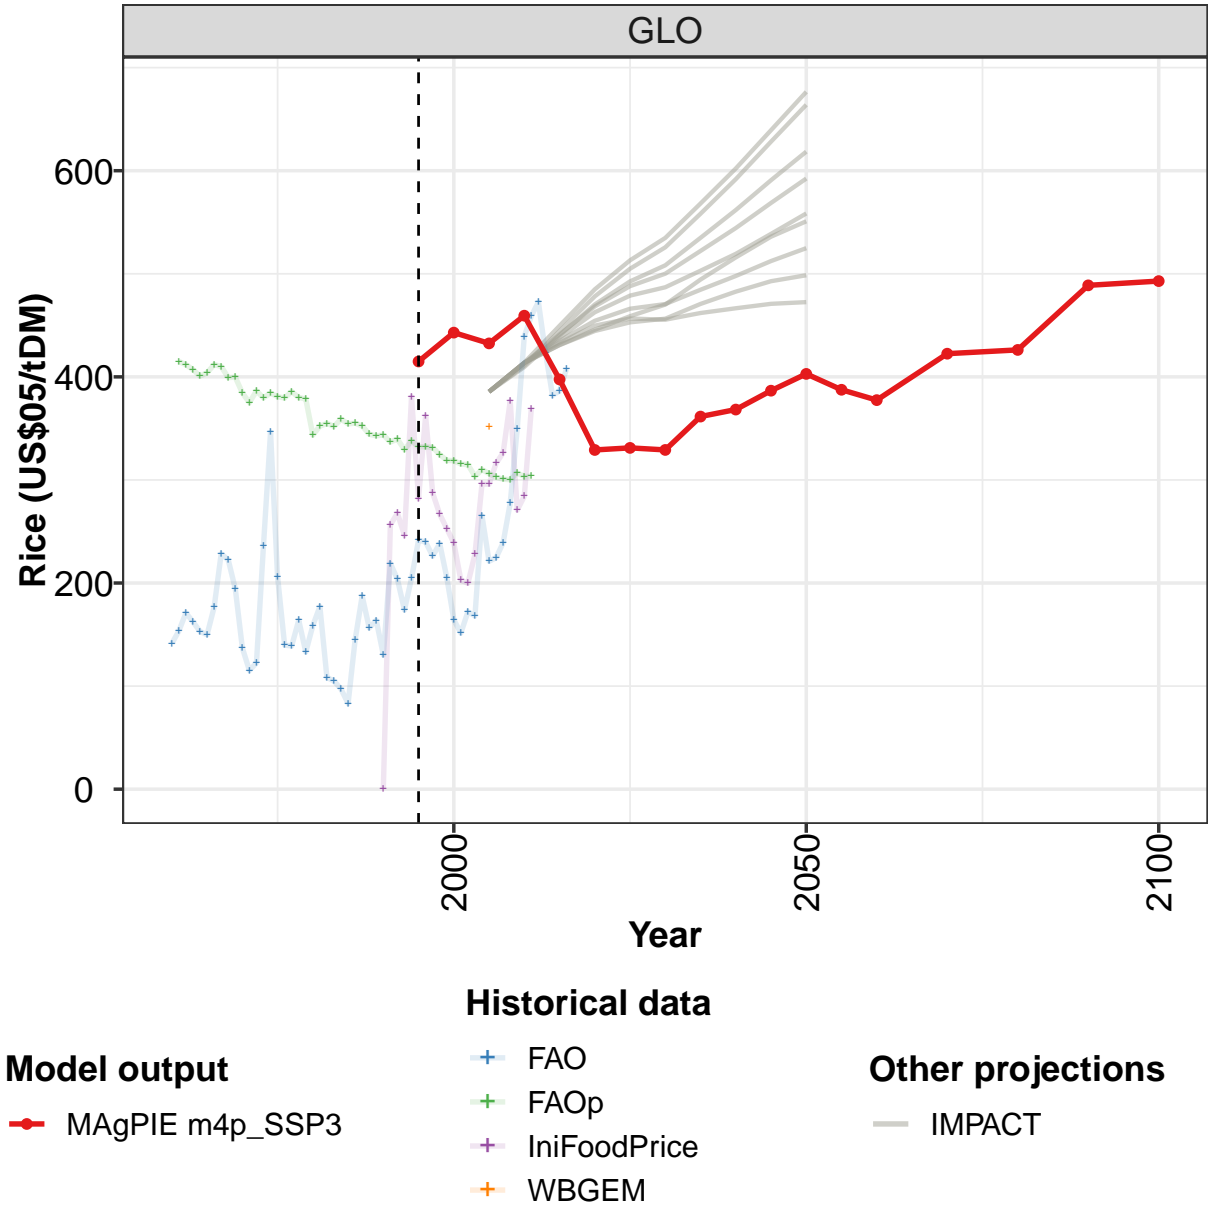 GLO
Rice (US$05/tDM)
600
400
200
0
2000
2050
2100
Year
Model output
MAgPIE m4p_SSP3
Historical data
FAO
FAOp
IniFoodPrice
WBGEM
Other projections
IMPACT